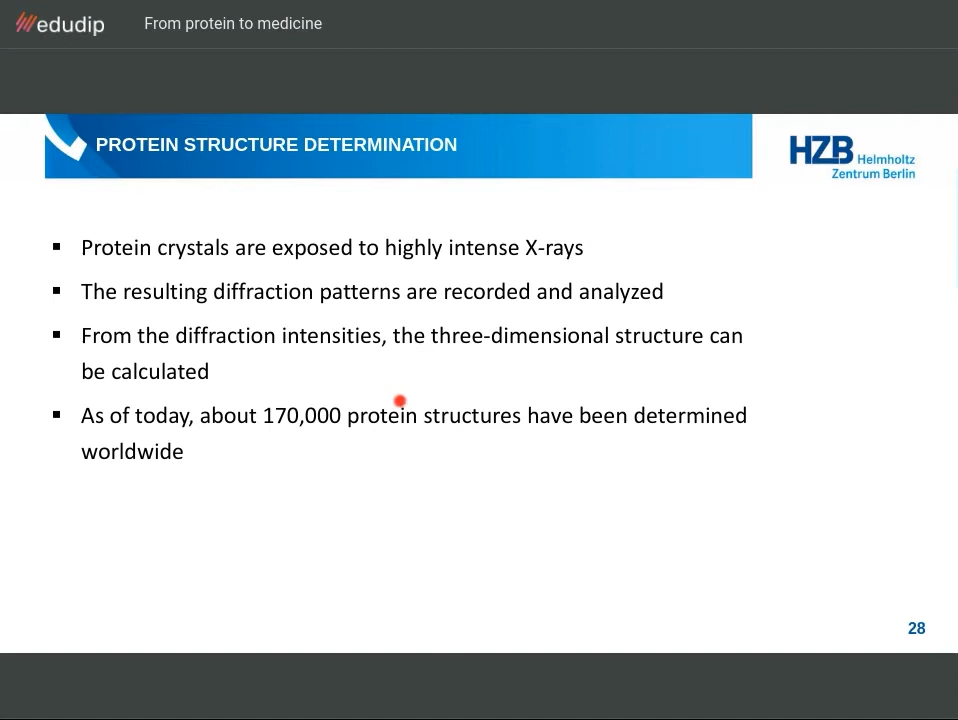 edudip
From protein to medicine
PROTEIN STRUCTURE DETERMINATION
HZB Helmholtz
Zentrum Berlin
▪ Protein crystals are exposed to highly intense X-rays
▪ The resulting diffraction patterns are recorded and analyzed
▪ From the diffraction intensities, the three-dimensional structure can
be calculated
▪ As of today, about 170,000 protein structures have been determined
worldwide
28